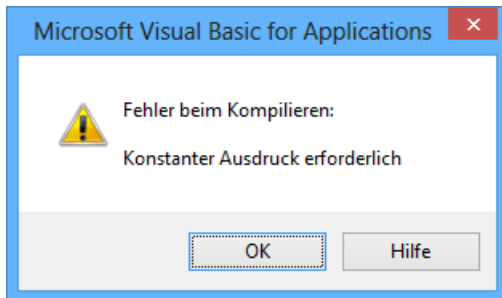 Microsoft Visual Basic for Applications
Fehler beim Kompilieren:
Konstanter Ausdruck erforderlich
OK
Hilfe